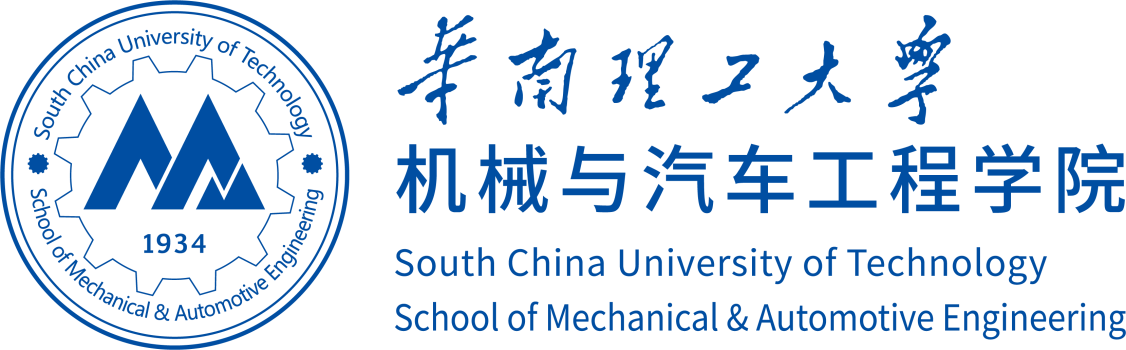 South China University of Technology
1934
School of Mechanical & Automotive Engineering
華南理工大學
机械与汽车工程学院
South China University of Technology
School of Mechanical & Automotive Engineering